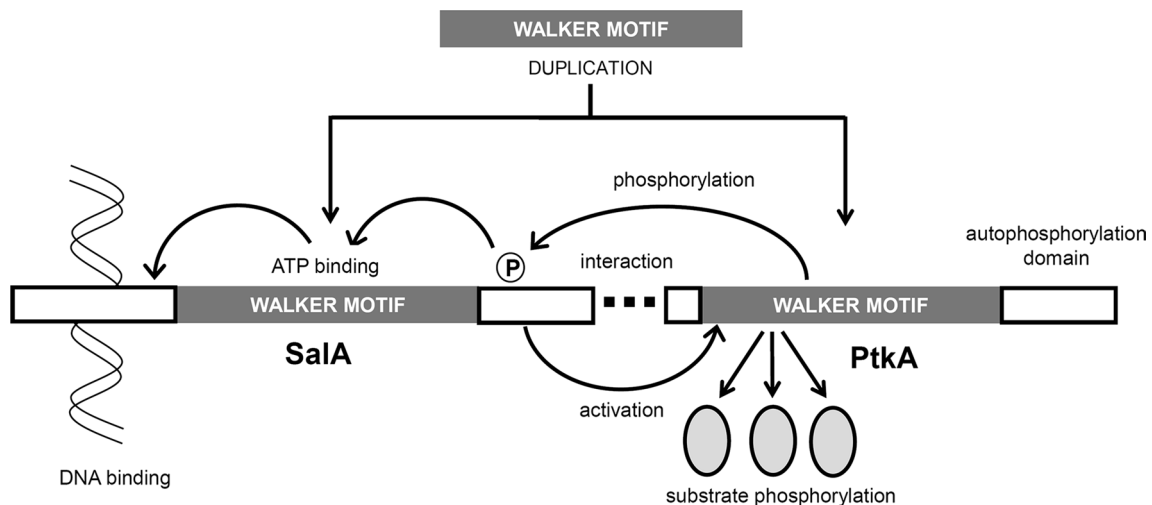 WALKER MOTIF
DUPLICATION
phosphorylation
autophosphorylation
domain
ATP binding
P
interaction
WALKER MOTIF
WALKER MOTIF
SalA
PtkA
activation
DNA binding
substrate phosphorylation